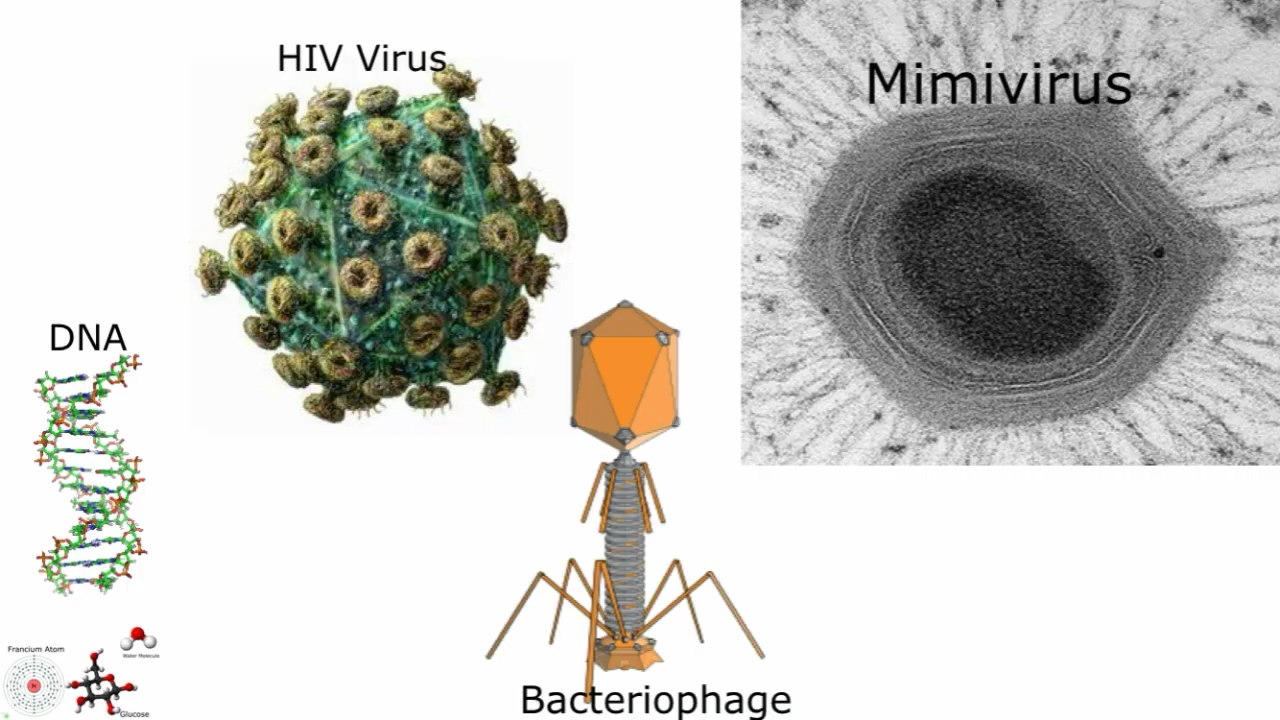 HIV Virus
Mimivirus
DNA
Francium Atom
Water Molecule
Glucose
Bacteriophage